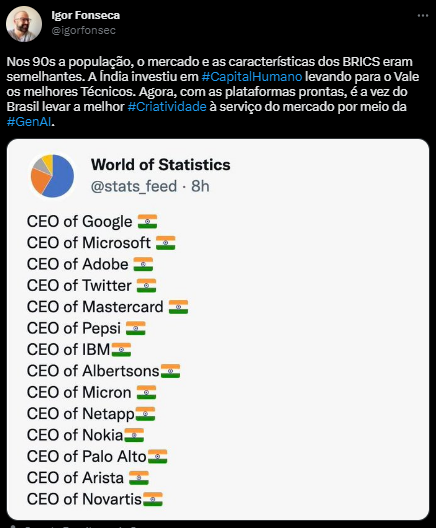 Igor Fonseca
@igorfonsec
Nos 90s a população, o mercado e as características dos BRICS eram
semelhantes. A Índia investiu em #CapitalHumano levando para o Vale
os melhores Técnicos. Agora, com as plataformas prontas, é a vez do
Brasil levar a melhor #Criatividade à serviço do mercado por meio da
#GenAI.
World of Statistics
@stats_feed · 8h
CEO of Google 🇮🇳
CEO of Microsoft 🇮🇳
CEO of Adobe 🇮🇳
CEO of Twitter 🇮🇳
CEO of Mastercard 🇮🇳
CEO of Pepsi 🇮🇳
CEO of IBM🇮🇳
CEO of Albertsons🇮🇳
CEO of Micron 🇮🇳
CEO of Netapp🇮🇳
CEO of Nokia🇮🇳
CEO of Palo Alto🇮🇳
CEO of Arista 🇮🇳
CEO of Novartis🇮🇳